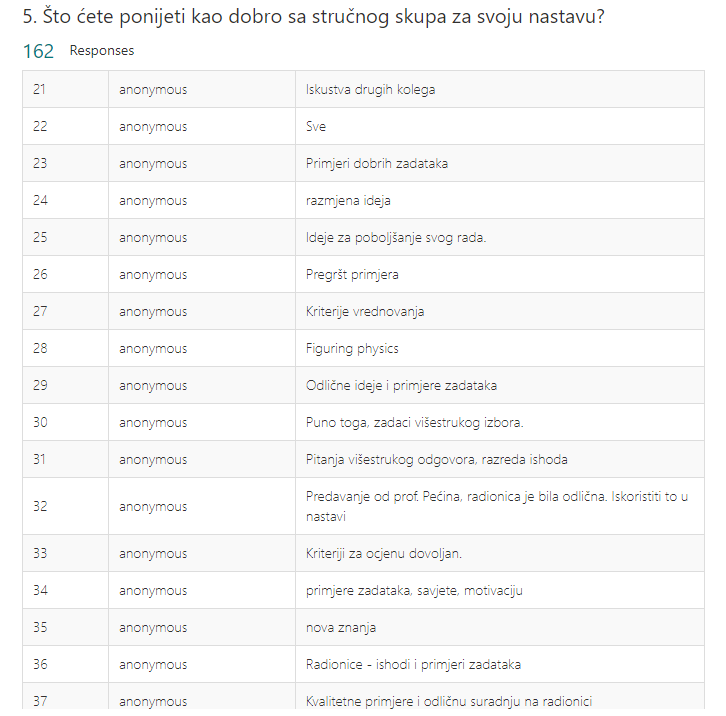 5. Što ćete ponijeti kao dobro sa stručnog skupa za svoju nastavu?
162 Responses
21 anonymous Iskustva drugih kolega
22 anonymous Sve
23 anonymous Primjeri dobrih zadataka
24 anonymous razmjena ideja
25 anonymous Ideje za poboljšanje svog rada.
26 anonymous Pregršt primjera
27 anonymous Kriterije vrednovanja
28 anonymous Figuring physics
29 anonymous Odlične ideje i primjere zadataka
30 anonymous Puno toga, zadaci višestrukog izbora.
31 anonymous Pitanja višestrukog odgovora, razreda ishoda
32 anonymous Predavanje od prof. Pećina, radionica je bila odlična. Iskoristiti to u
nastavi
33 anonymous Kriteriji za ocjenu dovoljan.
34 anonymous primjere zadataka, savjete, motivaciju
35 anonymous nova znanja
36 anonymous Radionice - ishodi i primjeri zadataka
37 anonymous Kvalitetne primjere i odličnu suradnju na radionici